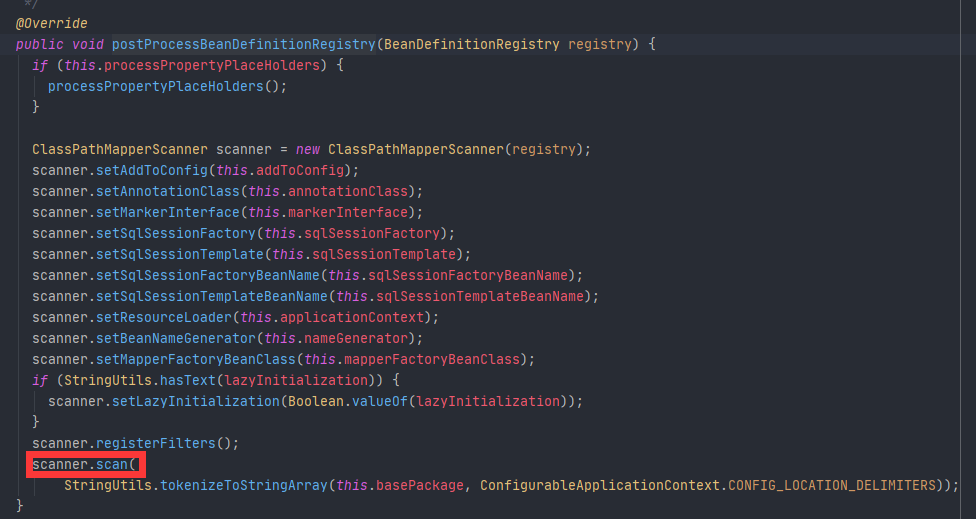 */
@Override
public void postProcessBeanDefinitionRegistry(BeanDefinitionRegistry registry) {
if (this.processPropertyPlaceHolders) {
processPropertyPlaceHolders();
}
ClassPathMapperScanner scanner = new ClassPathMapperScanner(registry);
scanner.setAddToConfig(this.addToConfig);
scanner.setAnnotationClass(this.annotationClass);
scanner.setMarkerInterface(this.markerInterface);
scanner.setSqlSessionFactory(this.sqlSessionFactory);
scanner.setSqlSessionTemplate(this.sqlSessionTemplate);
scanner.setSqlSessionFactoryBeanName(this.sqlSessionFactoryBeanName);
scanner.setSqlSessionTemplateBeanName(this.sqlSessionTemplateBeanName);
scanner.setResourceLoader(this.applicationContext);
scanner.setBeanNameGenerator(this.nameGenerator);
scanner.setMapperFactoryBeanClass(this.mapperFactoryBeanClass);
if (StringUtils.hasText(lazyInitialization)) {
scanner.setLazyInitialization(Boolean.valueOf(lazyInitialization));
}
scanner.registerFilters();
scanner.scan(
StringUtils.tokenizeToStringArray(this.basePackage, ConfigurableApplicationContext.CONFIG_LOCATION_DELIMITERS));
}